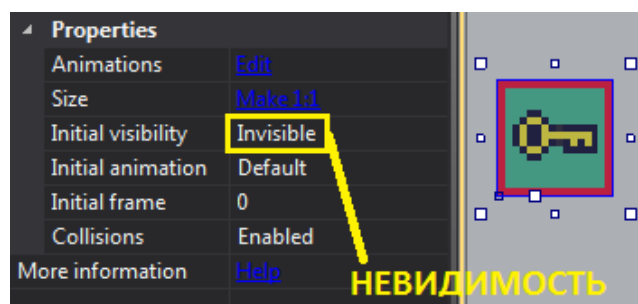 Properties
Animations Edit
Size Make 1:1
Initial visibility Invisible
Initial animation Default
Initial frame 0
Collisions Enabled
More information Help
НЕВИДИМОСТЬ